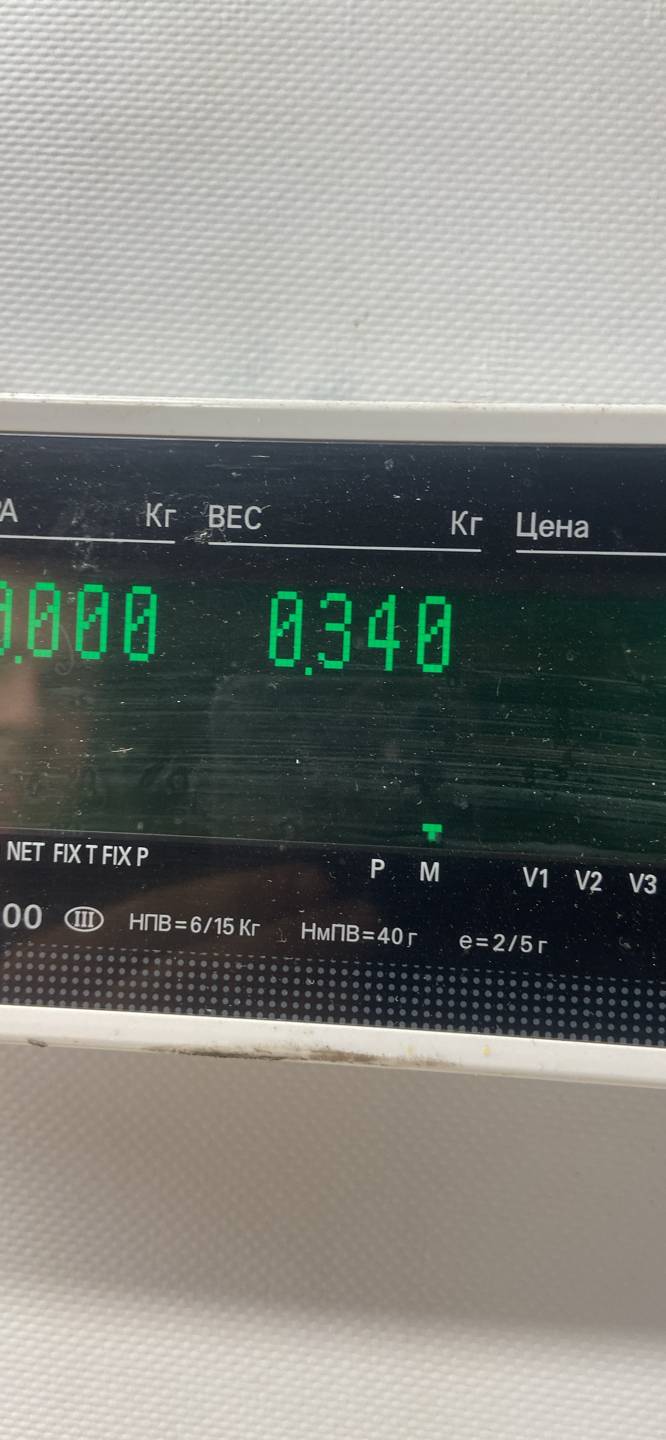 РА Кг ВЕС Кг Цена
0.000 0.340
NET FIX T FIX P P M V1 V2 V3
00 III НПВ=6/15 Кг НмПВ=40 г е=2/5 г